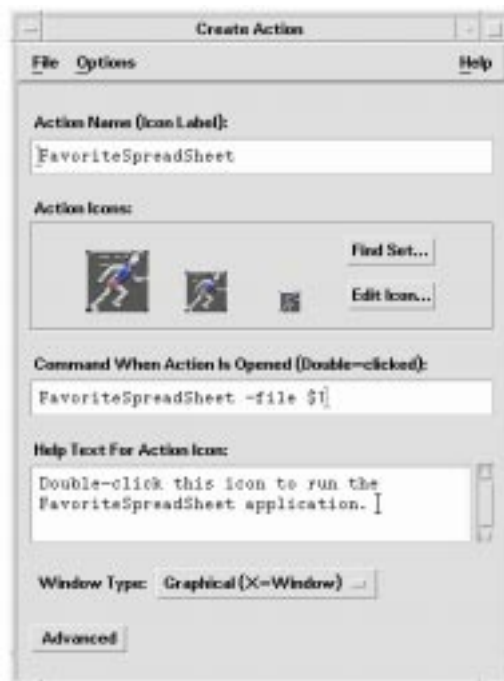 Create Action
File Options Help
Action Name (Icon Label):
FavoriteSpreadSheet
Action Icons:
Find Set...
Edit Icon...
Command When Action Is Opened (Double-clicked):
FavoriteSpreadSheet -file $1
Help Text For Action Icon:
Double-click this icon to run the
FavoriteSpreadSheet application.
Window Type: Graphical (X-Window)
Advanced